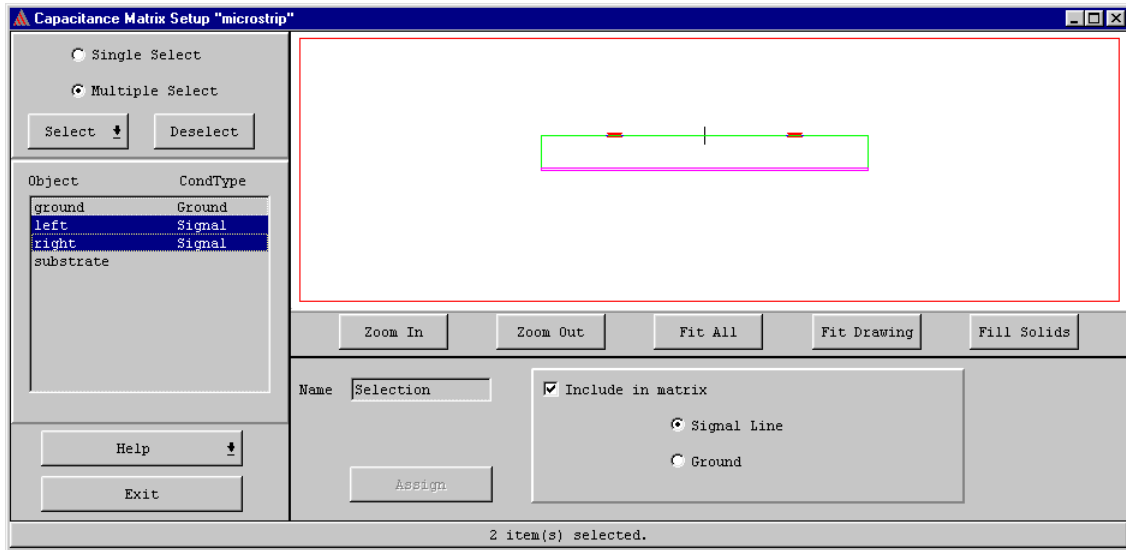 Capacitance Matrix Setup "microstrip"
Single Select
Multiple Select
Select Deselect
Object CondType
ground Ground
left Signal
right Signal
substrate
Zoom In Zoom Out Fit All Fit Drawing Fill Solids
Name Selection
Include in matrix
Signal Line
Ground
Assign
Help
Exit
2 item(s) selected.